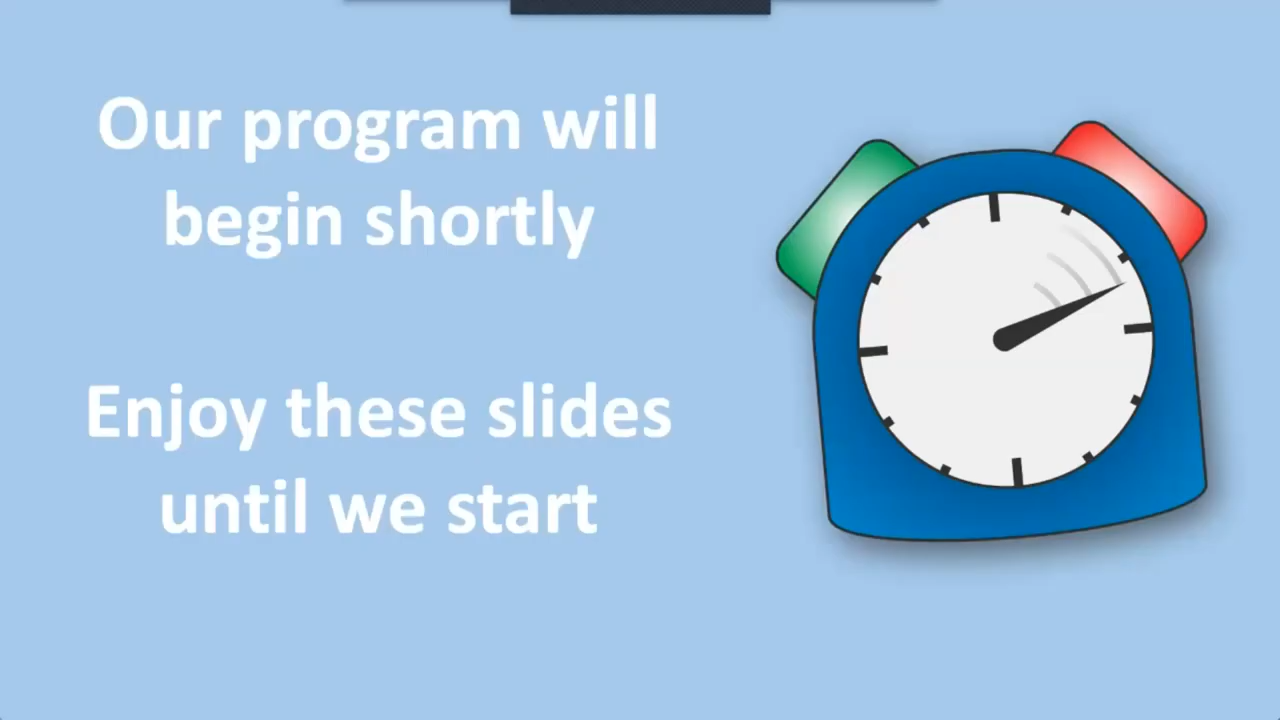 Our program will
begin shortly
Enjoy these slides
until we start